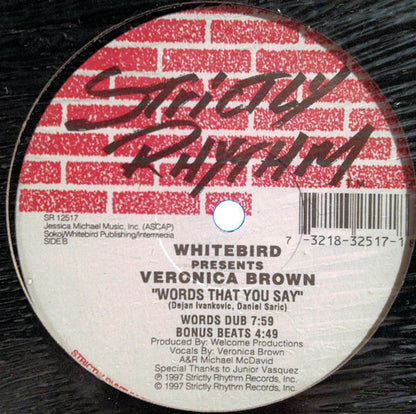 STRICTLY
RHYTHM
T.M.
SR 12517
Jessica Michael Music, Inc. (ASCAP)
Sokoj/Whitebird Publishing/Intermedia
SIDE B
7 -3218-32517-1
WHITEBIRD
PRESENTS
VERONICA BROWN
"WORDS THAT YOU SAY"
(Dejan Ivankovic, Daniel Saric)
WORDS DUB 7:59
BONUS BEATS 4:49
Produced By: Welcome Productions
Vocals By: Veronica Brown
A&R Michael McDavid
Special Thanks to Junior Vasquez
℗ 1997 Strictly Rhythm Records, Inc.
© 1997 Strictly Rhythm Records, Inc.